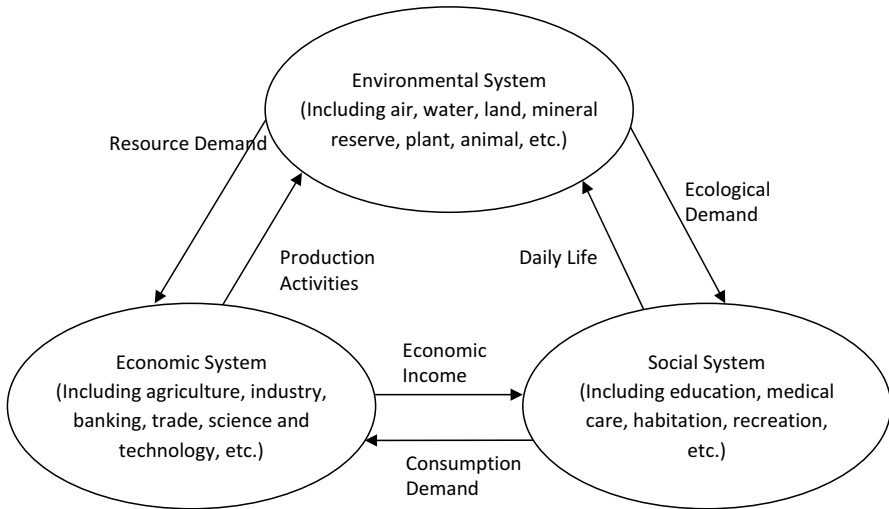 Environmental System
(Including air, water, land, mineral
reserve, plant, animal, etc.)
Resource Demand
Ecological
Demand
Production
Activities
Daily Life
Economic System
(Including agriculture, industry,
banking, trade, science and
technology, etc.)
Economic
Income
Social System
(Including education, medical
care, habitation, recreation,
etc.)
Consumption
Demand